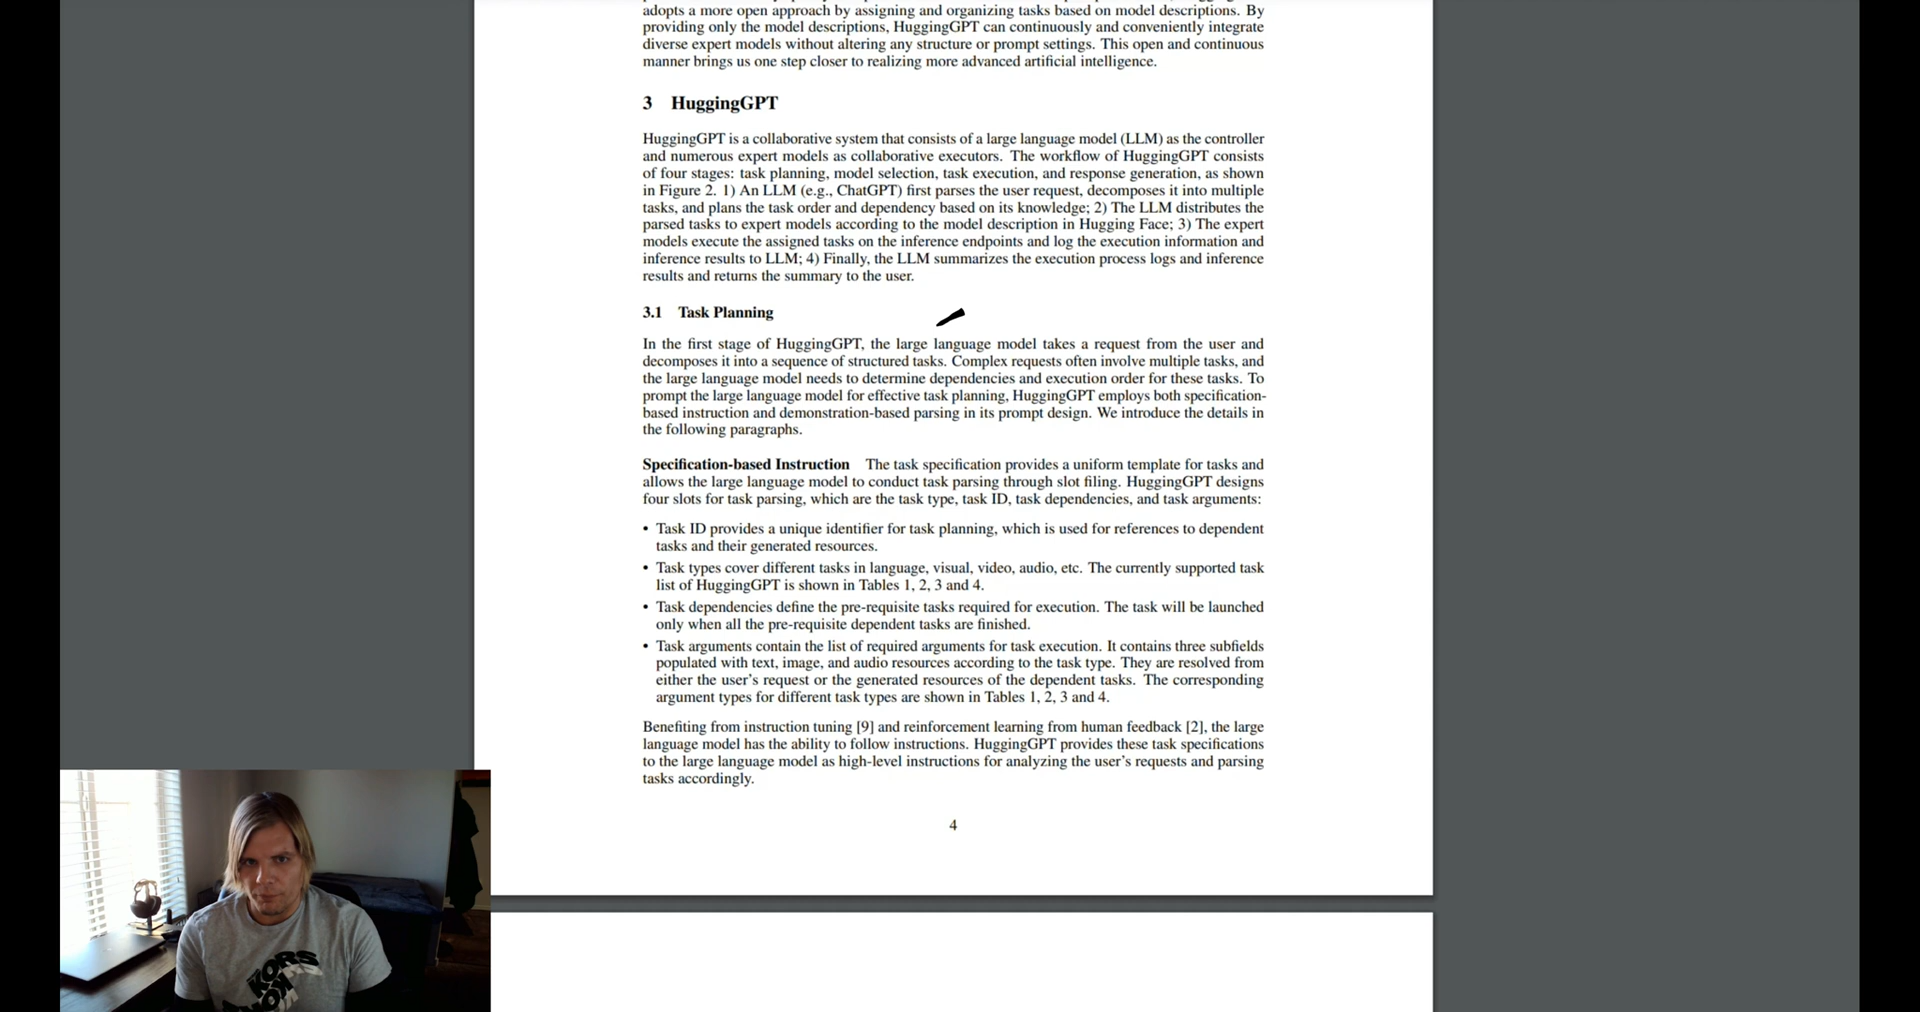 adopts a more open approach by assigning and organizing tasks based on model descriptions. By
providing only the model descriptions, HuggingGPT can continuously and conveniently integrate
diverse expert models without altering any structure or prompt settings. This open and continuous
manner brings us one step closer to realizing more advanced artificial intelligence.
3 HuggingGPT
HuggingGPT is a collaborative system that consists of a large language model (LLM) as the controller
and numerous expert models as collaborative executors. The workflow of HuggingGPT consists
of four stages: task planning, model selection, task execution, and response generation, as shown
in Figure 2. 1) An LLM (e.g., ChatGPT) first parses the user request, decomposes it into multiple
tasks, and plans the task order and dependency based on its knowledge; 2) The LLM distributes the
parsed tasks to expert models according to the model description in Hugging Face; 3) The expert
models execute the assigned tasks on the inference endpoints and log the execution information and
inference results to LLM; 4) Finally, the LLM summarizes the execution process logs and inference
results and returns the summary to the user.
3.1 Task Planning
In the first stage of HuggingGPT, the large language model takes a request from the user and
decomposes it into a sequence of structured tasks. Complex requests often involve multiple tasks, and
the large language model needs to determine dependencies and execution order for these tasks. To
prompt the large language model for effective task planning, HuggingGPT employs both specification-
based instruction and demonstration-based parsing in its prompt design. We introduce the details in
the following paragraphs.
Specification-based Instruction The task specification provides a uniform template for tasks and
allows the large language model to conduct task parsing through slot filing. HuggingGPT designs
four slots for task parsing, which are the task type, task ID, task dependencies, and task arguments:
• Task ID provides a unique identifier for task planning, which is used for references to dependent
tasks and their generated resources.
• Task types cover different tasks in language, visual, video, audio, etc. The currently supported task
list of HuggingGPT is shown in Tables 1, 2, 3 and 4.
• Task dependencies define the pre-requisite tasks required for execution. The task will be launched
only when all the pre-requisite dependent tasks are finished.
• Task arguments contain the list of required arguments for task execution. It contains three subfields
populated with text, image, and audio resources according to the task type. They are resolved from
either the user's request or the generated resources of the dependent tasks. The corresponding
argument types for different task types are shown in Tables 1, 2, 3 and 4.
Benefiting from instruction tuning [9] and reinforcement learning from human feedback [2], the large
language model has the ability to follow instructions. HuggingGPT provides these task specifications
to the large language model as high-level instructions for analyzing the user's requests and parsing
tasks accordingly.
4
KORS